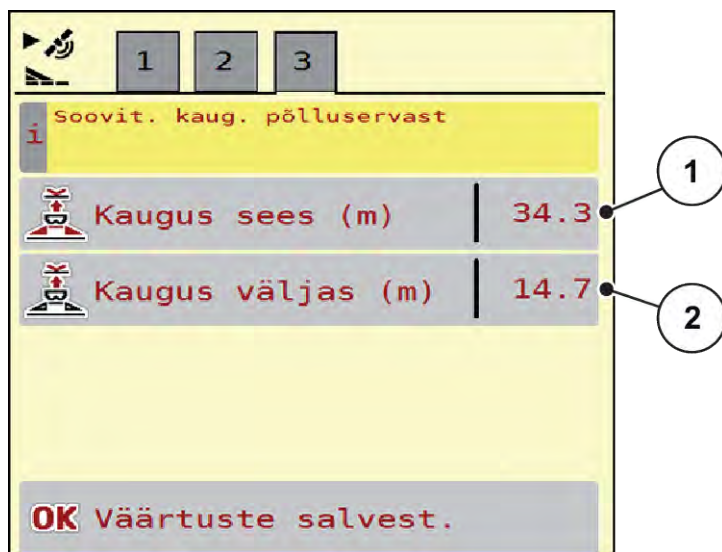 1 2 3
i Soovit. kaug. põlluservast
Kaugus sees (m) 34.3
1
Kaugus väljas (m) 14.7
2
OK Väärtuste salvest.